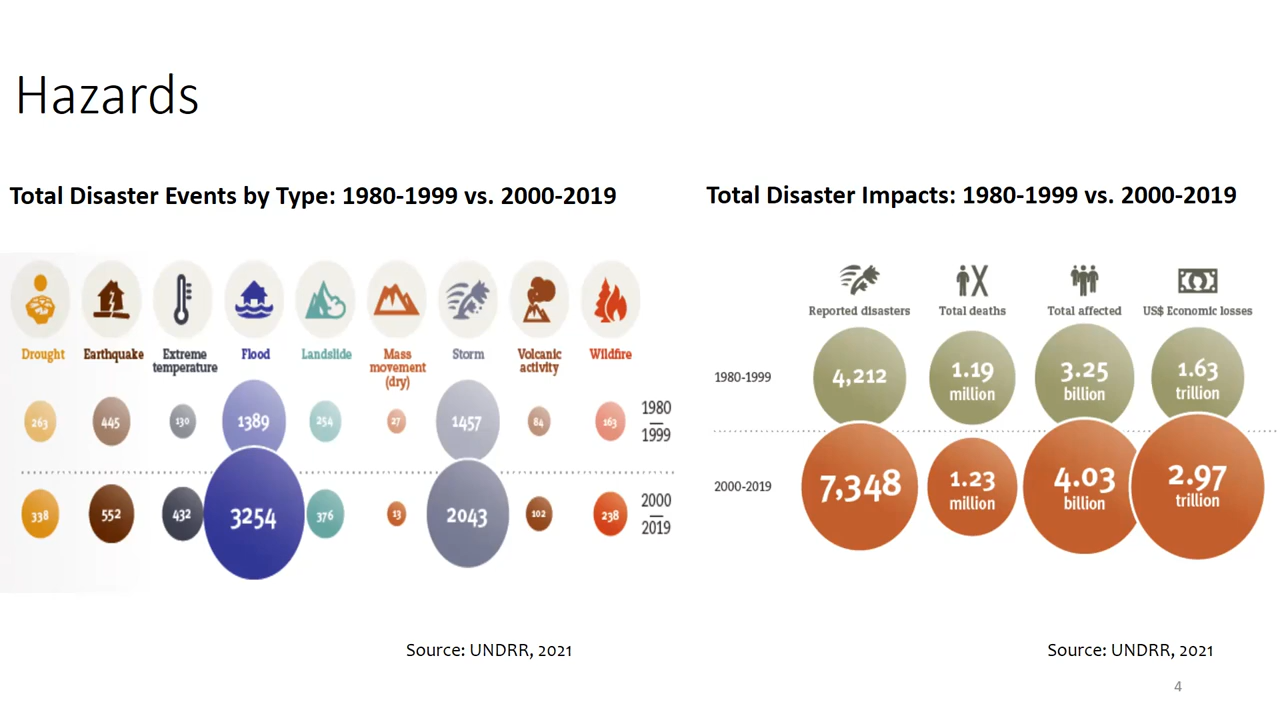 Hazards
Total Disaster Events by Type: 1980-1999 vs. 2000-2019
Drought
Earthquake
Extreme
temperature
Flood
Landslide
Mass
movement
(dry)
Storm
Volcanic
activity
Wildfire
263
445
130
1389
254
27
1457
84
163
1980
1999
338
552
432
3254
376
13
2043
102
238
2000
2019
Source: UNDRR, 2021
Total Disaster Impacts: 1980-1999 vs. 2000-2019
Reported disasters
Total deaths
Total affected
US$ Economic losses
1980-1999
4,212
1.19
million
3.25
billion
1.63
trillion
2000-2019
7,348
1.23
million
4.03
billion
2.97
trillion
Source: UNDRR, 2021
4